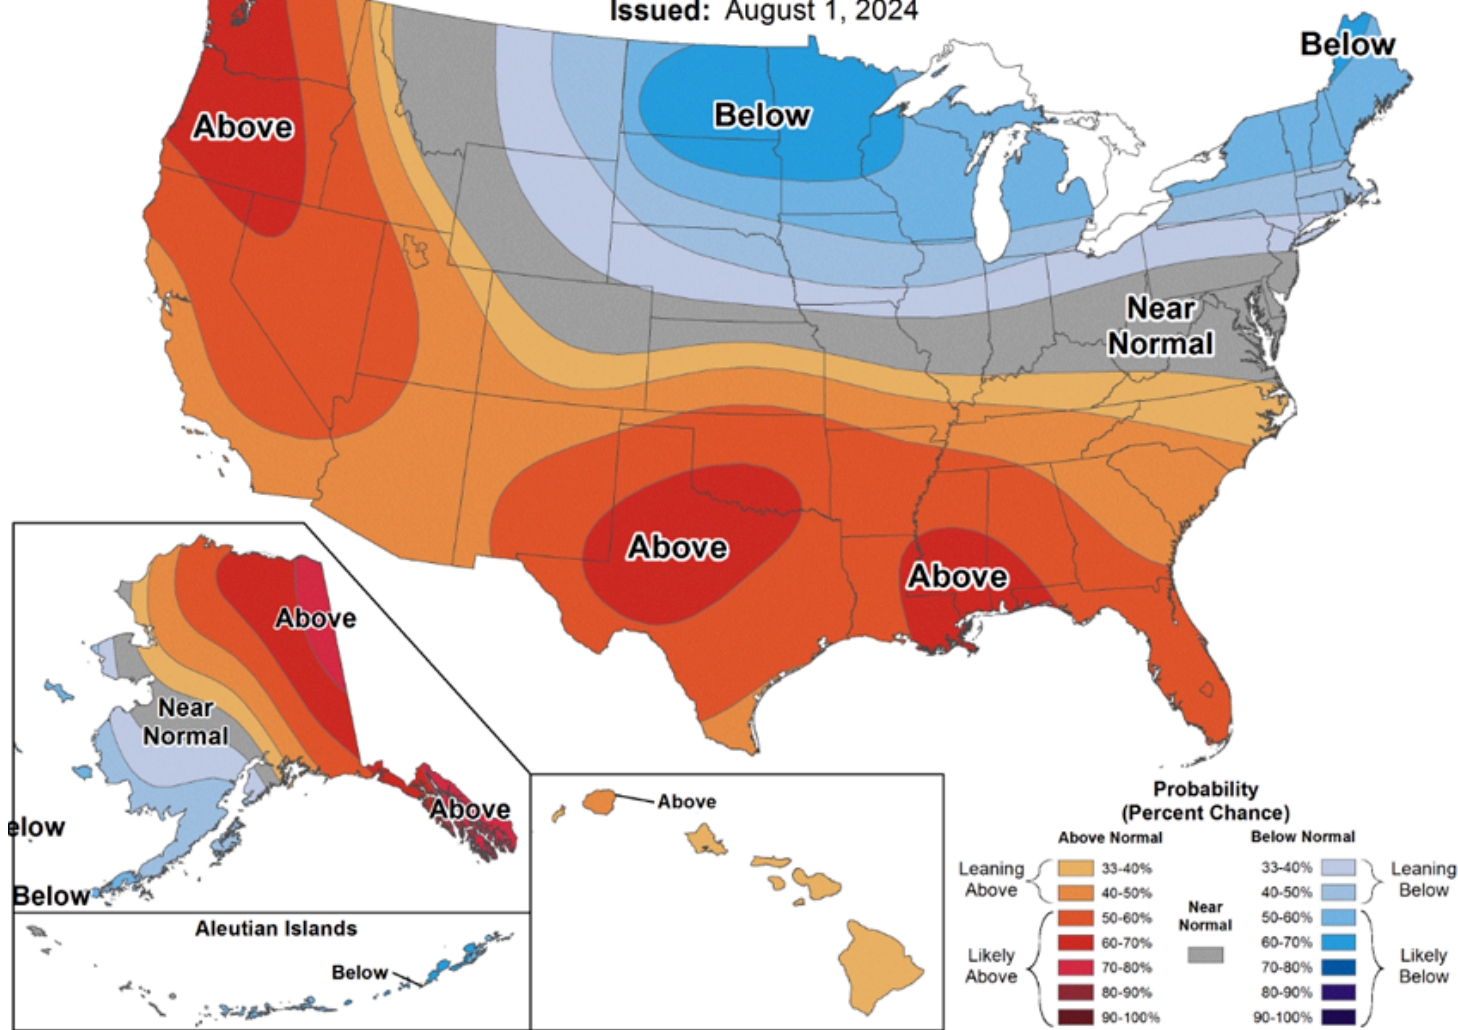 Issued: August 1, 2024
Below
Above
Below
Near
Normal
Above
Above
Above
Near
Normal
Above
elow
Below
Aleutian Islands
Below
Above
Probability
(Percent Chance)
Above Normal
Below Normal
Leaning
Above
33-40%
40-50%
Likely
Above
50-60%
60-70%
70-80%
80-90%
90-100%
Near
Normal
33-40%
40-50%
Leaning
Below
50-60%
60-70%
70-80%
80-90%
90-100%
Likely
Below